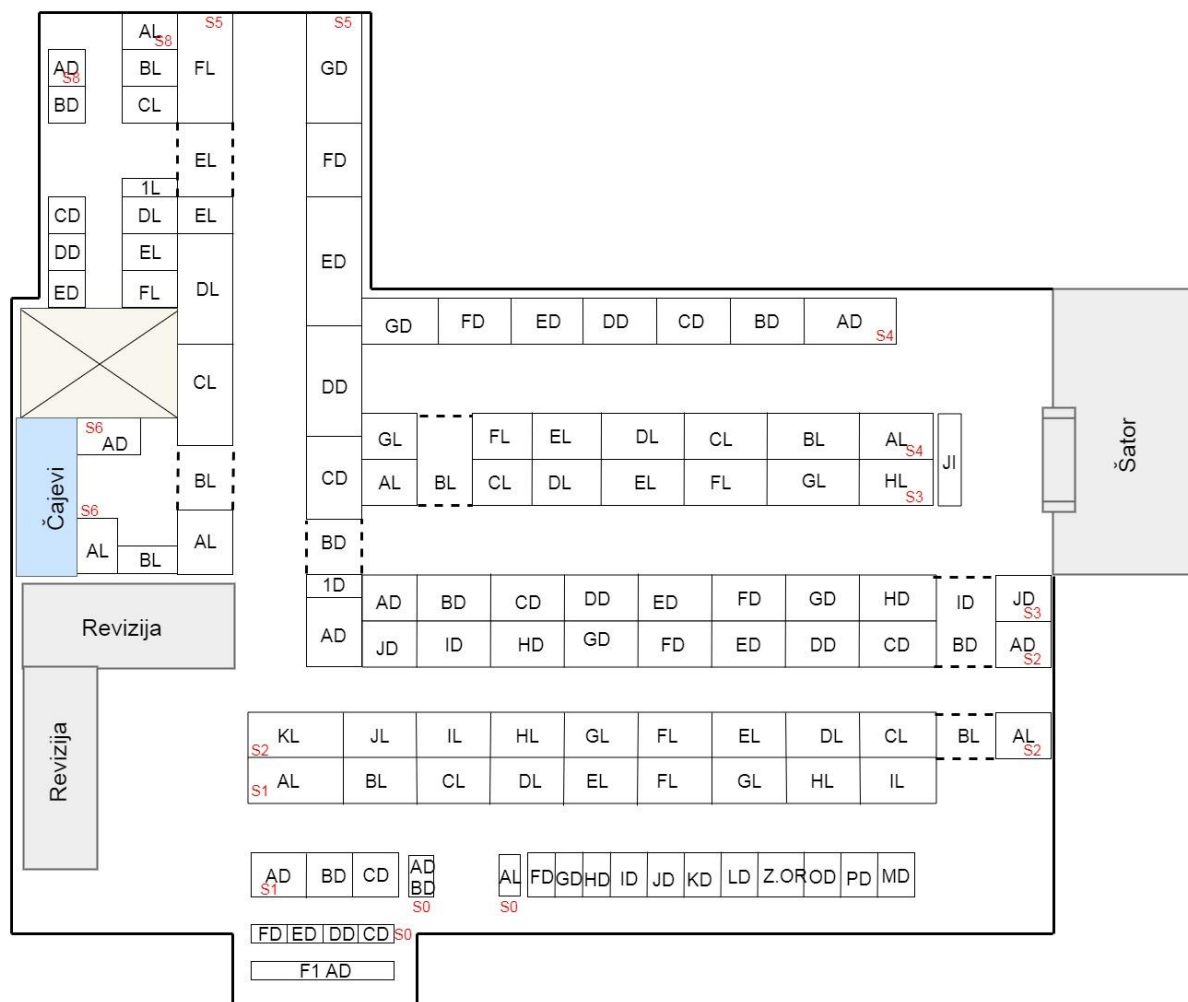 AL S8 S5 S5
AD S8 BL FL GD
BD CL
EL FD
1L
CD DL EL
DD EL ED
ED FL DL
GD FD ED DD CD BD AD S4
CL DD
S6 AD
GL FL EL DL CL BL AL S4
CD AL BL CL DL EL FL GL HL S3 JI
BL
Čajevi
Šator
S6 AL BL AL
BD
1D
AD BD CD DD ED FD GD HD ID JD S3
AD JD ID HD GD FD ED DD CD BD AD S2
Revizija
Revizija
S2 KL JL IL HL GL FL EL DL CL BL AL S2
S1 AL BL CL DL EL FL GL HL IL
AD S1 BD CD AD AL FD GD HD ID JD KD LD Z.OR OD PD MD
BD
S0 S0
FD ED DD CD S0
F1 AD